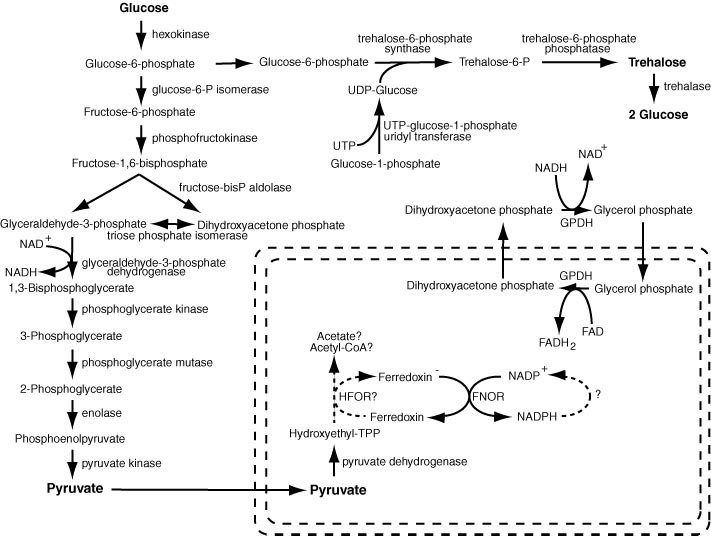 Glucose
hexokinase
Glucose-6-phosphate
Glucose-6-phosphate
trehalose-6-phosphate
synthase
Trehalose-6-P
trehalose-6-phosphate
phosphatase
Trehalose
trehalase
2 Glucose
glucose-6-P isomerase
UDP-Glucose
Fructose-6-phosphate
UTP-glucose-1-phosphate
uridyl transferase
UTP
Glucose-1-phosphate
phosphofructokinase
Fructose-1,6-bisphosphate
fructose-bisP aldolase
Glyceraldehyde-3-phosphate
Dihydroxyacetone phosphate
triose phosphate isomerase
NAD+
NADH
glyceraldehyde-3-phosphate
dehydrogenase
1,3-Bisphosphoglycerate
phosphoglycerate kinase
3-Phosphoglycerate
phosphoglycerate mutase
2-Phosphoglycerate
enolase
Phosphoenolpyruvate
pyruvate kinase
Pyruvate
NADH
NAD+
Dihydroxyacetone phosphate
Glycerol phosphate
GPDH
GPDH
Dihydroxyacetone phosphate
Glycerol phosphate
FADH2
FAD
Acetate?
Acetyl-CoA?
Ferredoxin-
NADP+
HFOR?
FNOR
?
Ferredoxin
NADPH
Hydroxyethyl-TPP
pyruvate dehydrogenase
Pyruvate